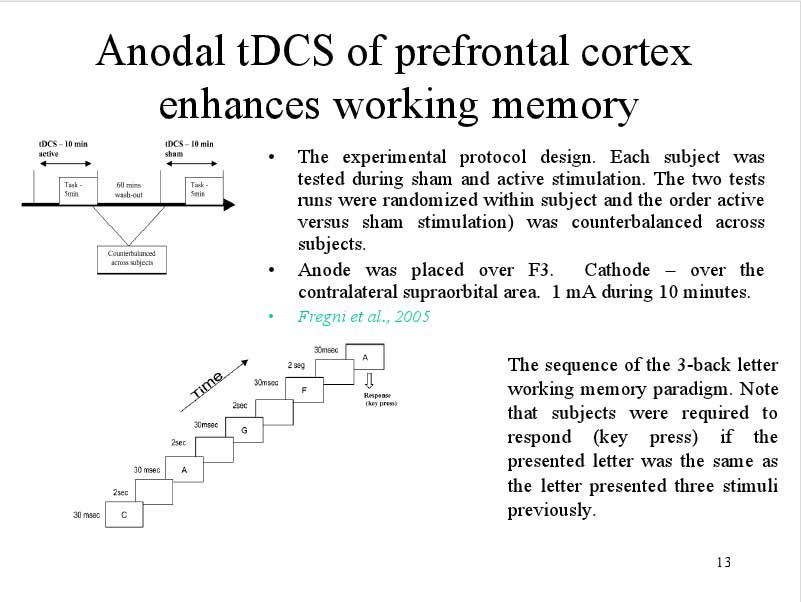 Anodal tDCS of prefrontal cortex
enhances working memory
tDCS – 10 min
active
tDCS – 10 min
sham
Task -
5min
60 mins
wash-out
Task -
5min
Counterbalanced
across subjects
• The experimental protocol design. Each subject was
tested during sham and active stimulation. The two tests
runs were randomized within subject and the order active
versus sham stimulation) was counterbalanced across
subjects.
• Anode was placed over F3. Cathode – over the
contralateral supraorbital area. 1 mA during 10 minutes.
• Fregni et al., 2005
Time
30msec
A
2 seg
30msec
F
Response
(key press)
2sec
30msec
G
2sec
30 msec
A
2sec
30 msec
C
The sequence of the 3-back letter
working memory paradigm. Note
that subjects were required to
respond (key press) if the
presented letter was the same as
the letter presented three stimuli
previously.
13